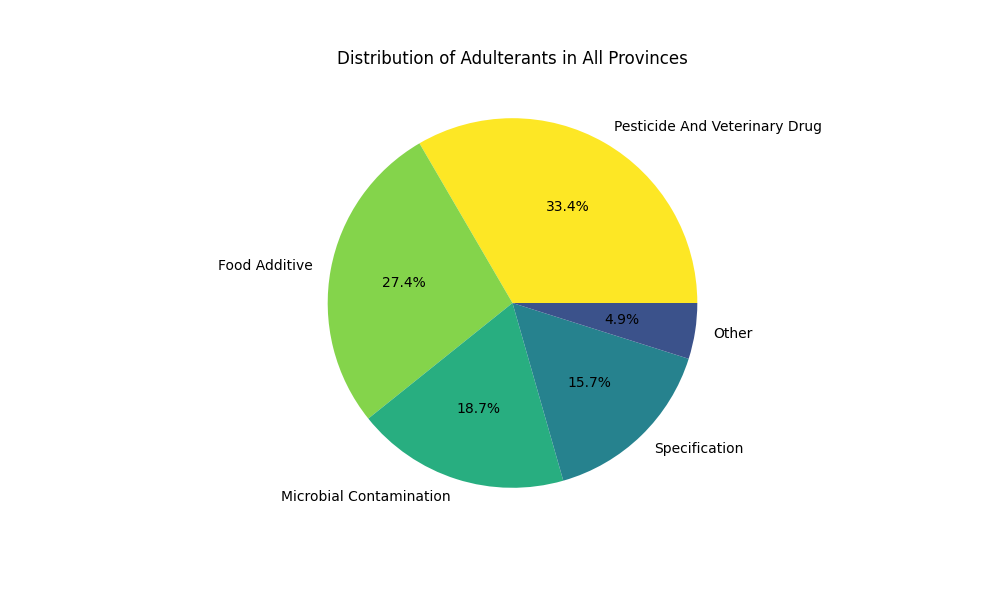 Distribution of Adulterants in All Provinces
Pesticide And Veterinary Drug
33.4%
Food Additive
27.4%
Microbial Contamination
18.7%
Specification
15.7%
Other
4.9%